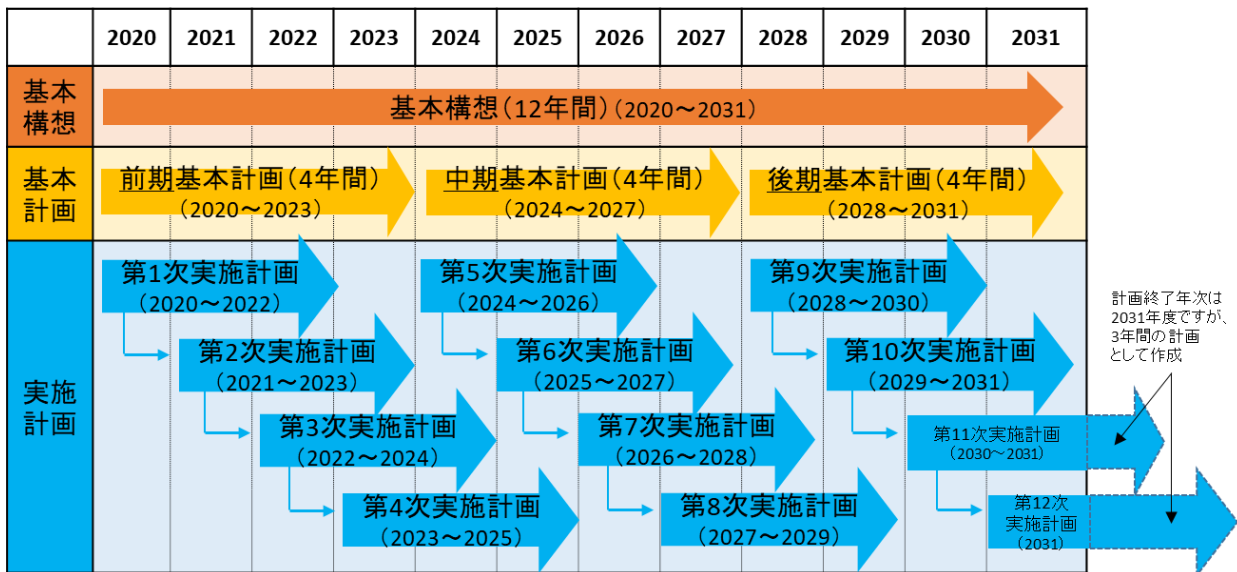 2020 2021 2022 2023 2024 2025 2026 2027 2028 2029 2030 2031
基本
構想
基本構想(12年間)(2020～2031)
基本
計画
前期基本計画(4年間)
(2020～2023)
中期基本計画(4年間)
(2024～2027)
後期基本計画(4年間)
(2028～2031)
実施
計画
第1次実施計画
(2020～2022)
第2次実施計画
(2021～2023)
第3次実施計画
(2022～2024)
第4次実施計画
(2023～2025)
第5次実施計画
(2024～2026)
第6次実施計画
(2025～2027)
第7次実施計画
(2026～2028)
第8次実施計画
(2027～2029)
第9次実施計画
(2028～2030)
第10次実施計画
(2029～2031)
第11次実施計画
(2030～2031)
第12次
実施計画
(2031)
計画終了年次は
2031年度ですが、
3年間の計画
として作成